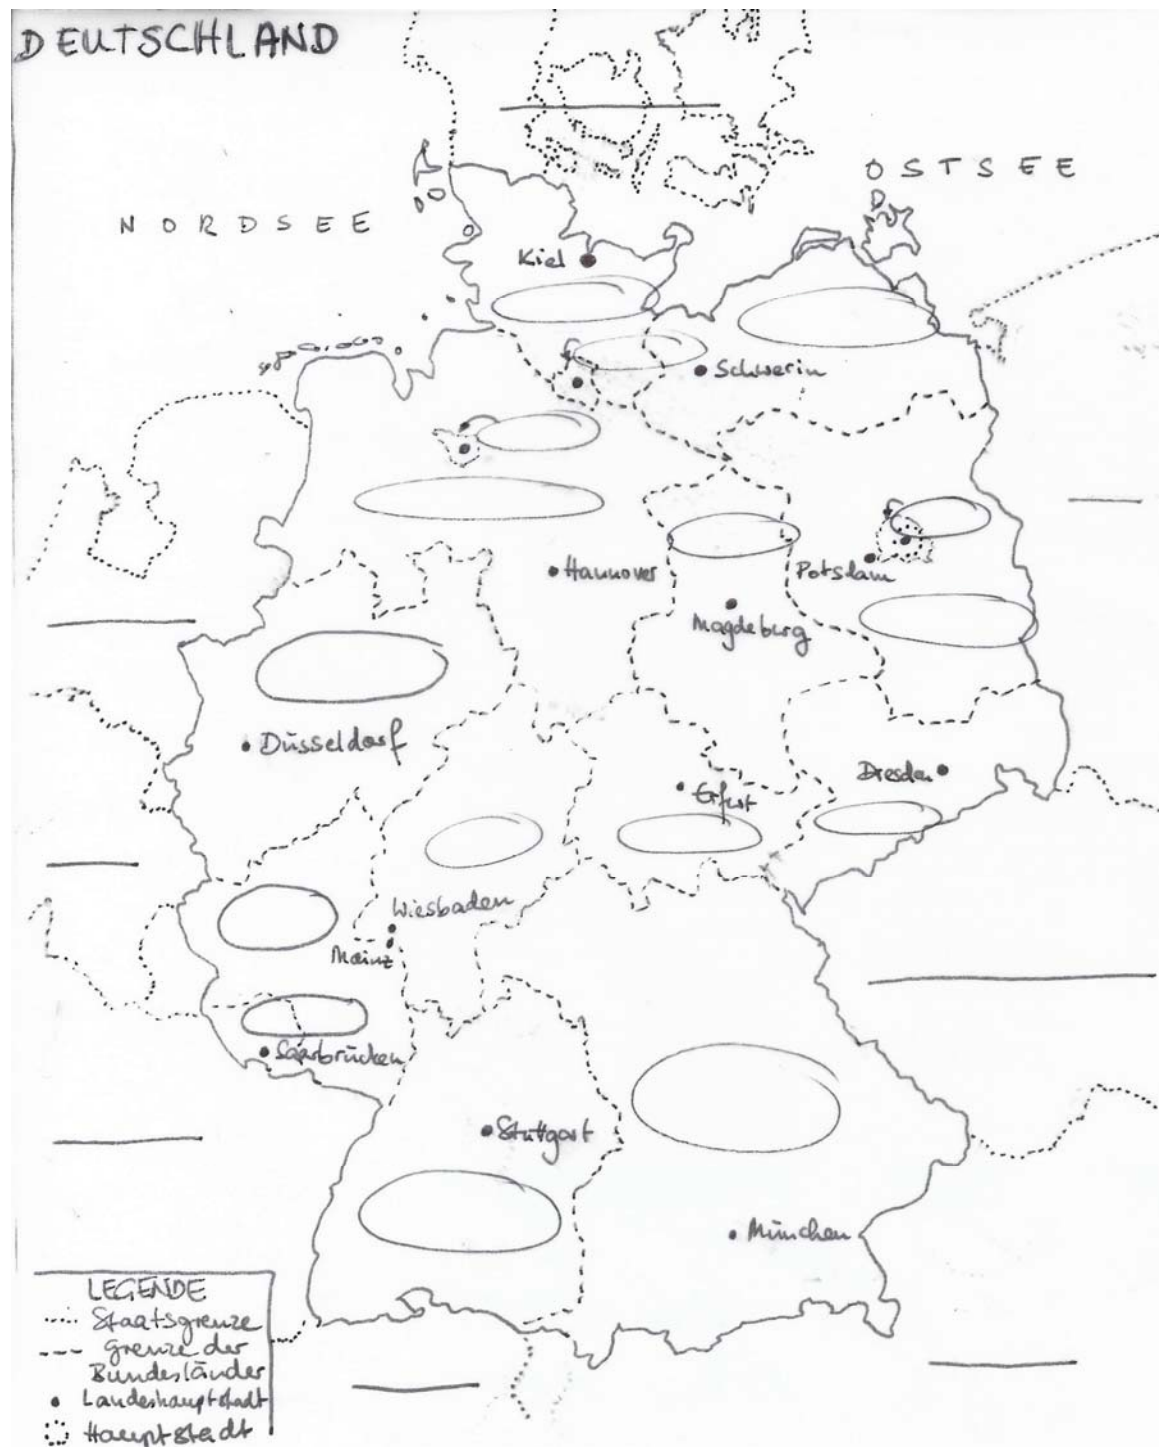 DEUTSCHLAND
OSTSEE
NORDSEE
Kiel
Schwerin
Hannover
Potsdam
Magdeburg
Düsseldorf
Dresden
Erfurt
Wiesbaden
Mainz
Saarbrücken
Stuttgart
München
LEGENDE
Staatsgrenze
Grenze der
Bundesländer
Landeshauptstadt
Hauptstadt